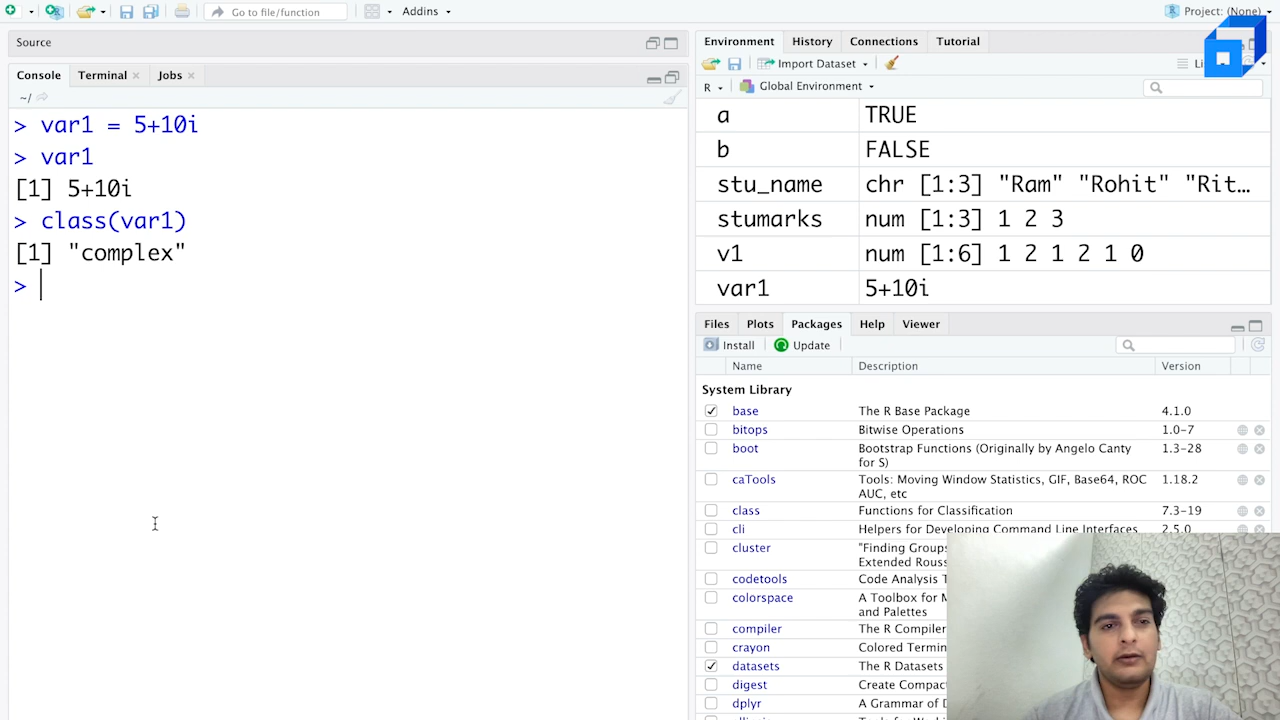 Go to file/function
Addins
Project: (None)
Source
Console
Terminal
Jobs
~/
> var1 = 5+10i
> var1
[1] 5+10i
> class(var1)
[1] "complex"
>
Environment
History
Connections
Tutorial
Import Dataset
R
Global Environment
a TRUE
b FALSE
stu_name chr [1:3] "Ram" "Rohit" "Rit…
stumarks num [1:3] 1 2 3
v1 num [1:6] 1 2 1 2 1 0
var1 5+10i
Files
Plots
Packages
Help
Viewer
Install
Update
Name Description Version
System Library
base The R Base Package 4.1.0
bitops Bitwise Operations 1.0-7
boot Bootstrap Functions (Originally by Angelo Canty 1.3-28
for S)
caTools Tools: Moving Window Statistics, GIF, Base64, ROC 1.18.2
AUC, etc
class Functions for Classification 7.3-19
cli Helpers for Developing Command Line Interfaces 2.5.0
cluster "Finding Groups
Extended Rous
codetools Code Analysis
colorspace A Toolbox for
and Palettes
compiler The R Compiler
crayon Colored Termin
datasets The R Datasets
digest Create Compac
dplyr A Grammar of